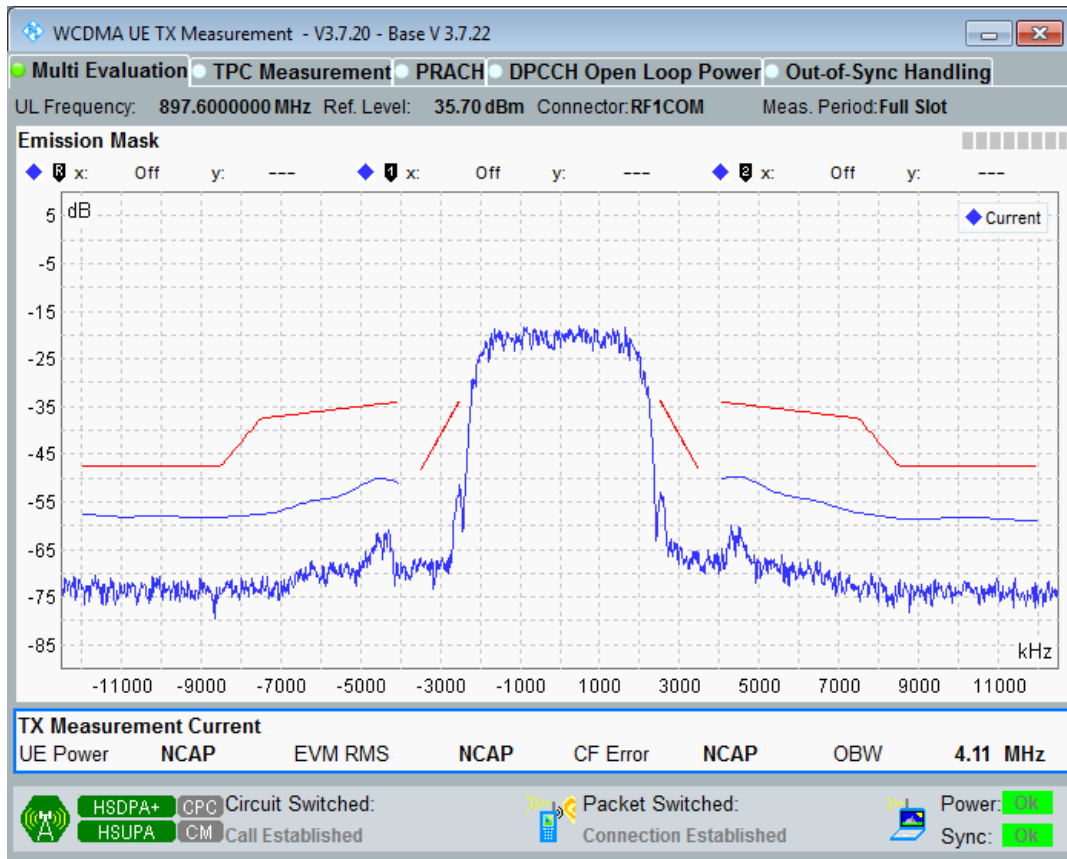 WCDMA UE TX Measurement - V3.7.20 - Base V 3.7.22
Multi Evaluation TPC Measurement PRACH DPCCH Open Loop Power Out-of-Sync Handling
UL Frequency: 897.6000000 MHz Ref. Level: 35.70 dBm Connector: RF1COM Meas. Period: Full Slot
Emission Mask
R x: Off y: --- 1 x: Off y: --- 2 x: Off y: ---
dB
Current
5
-5
-15
-25
-35
-45
-55
-65
-75
-85
kHz
-11000 -9000 -7000 -5000 -3000 -1000 1000 3000 5000 7000 9000 11000
TX Measurement Current
UE Power NCAP EVM RMS NCAP CF Error NCAP OBW 4.11 MHz
HSDPA+ CPC Circuit Switched: Packet Switched: Power: Ok
HSUPA CM Call Established Connection Established Sync: Ok